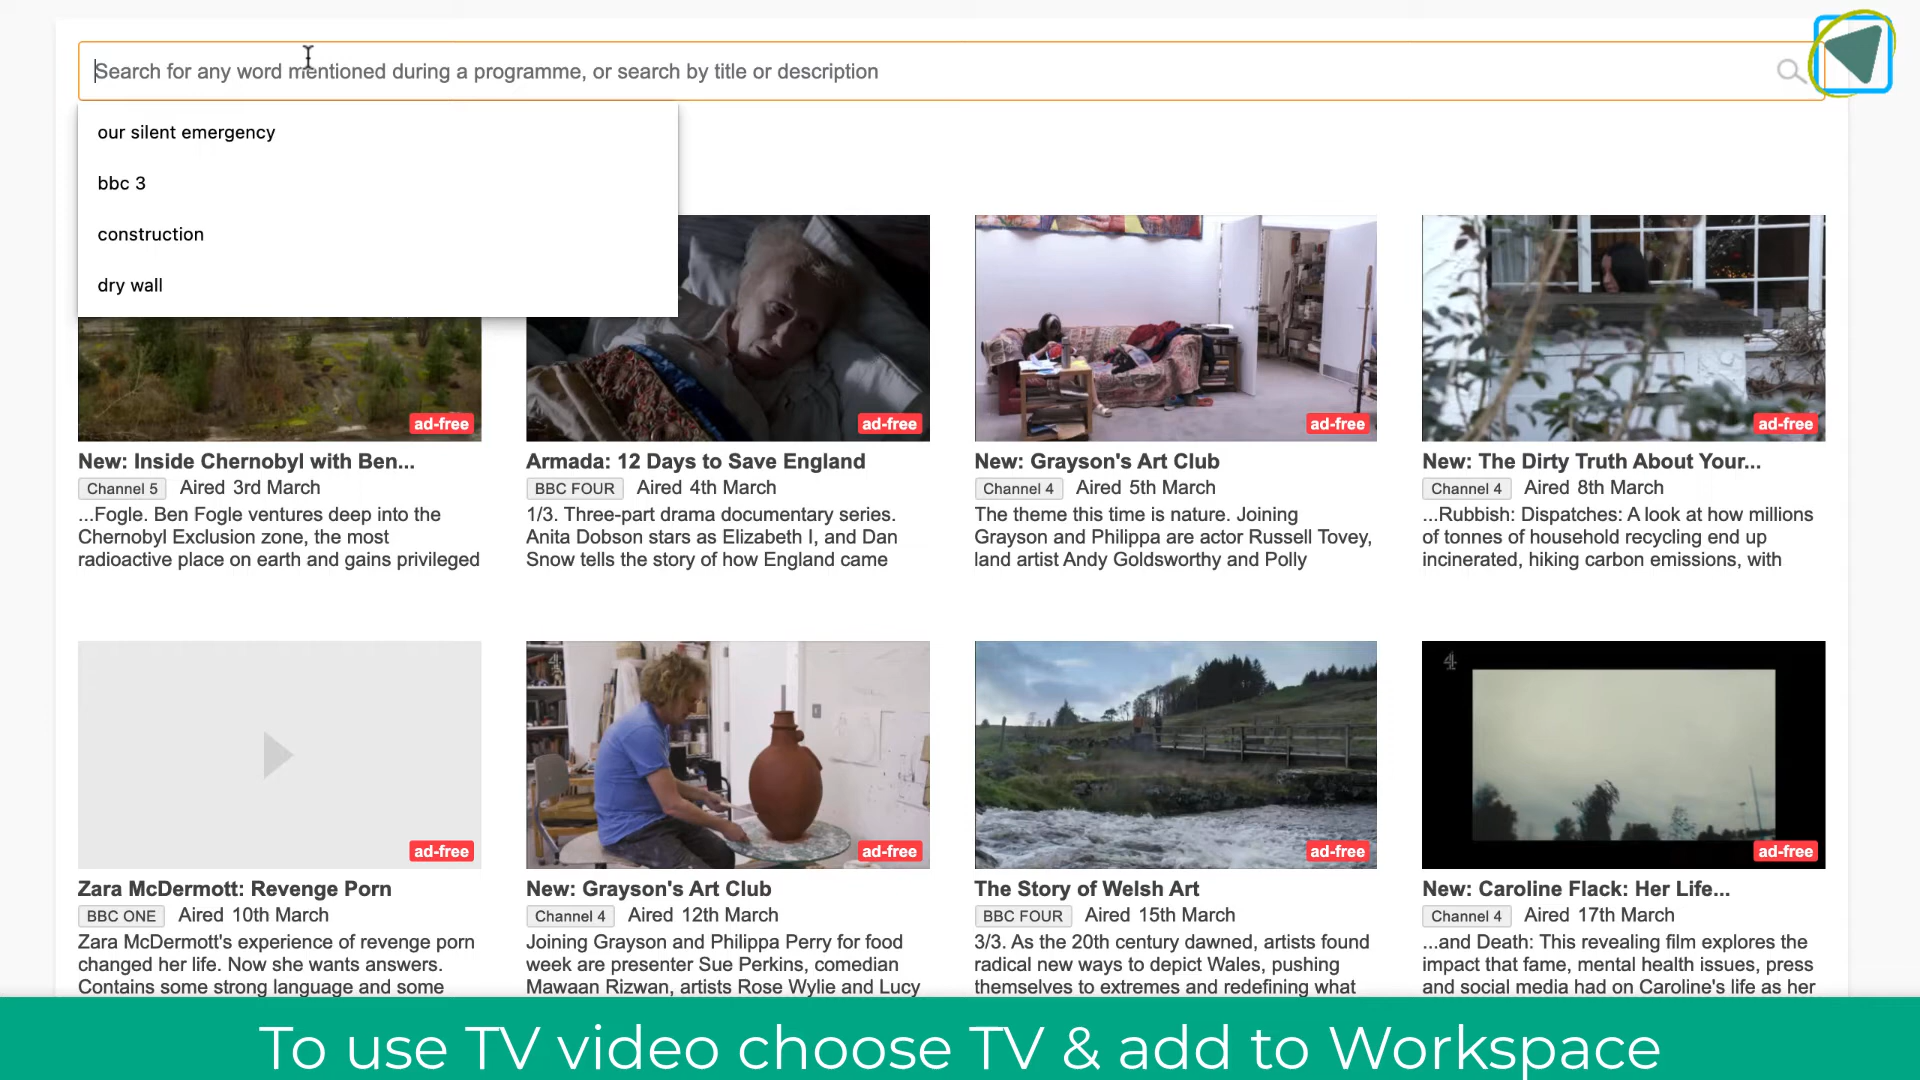 Search for any word mentioned during a programme, or search by title or description
our silent emergency
bbc 3
construction
dry wall
ad-free
ad-free
ad-free
ad-free
New: Inside Chernobyl with Ben...
Channel 5 Aired 3rd March
...Fogle. Ben Fogle ventures deep into the
Chernobyl Exclusion zone, the most
radioactive place on earth and gains privileged
Armada: 12 Days to Save England
BBC FOUR Aired 4th March
1/3. Three-part drama documentary series.
Anita Dobson stars as Elizabeth I, and Dan
Snow tells the story of how England came
New: Grayson's Art Club
Channel 4 Aired 5th March
The theme this time is nature. Joining
Grayson and Philippa are actor Russell Tovey,
land artist Andy Goldsworthy and Polly
New: The Dirty Truth About Your...
Channel 4 Aired 8th March
...Rubbish: Dispatches: A look at how millions
of tonnes of household recycling end up
incinerated, hiking carbon emissions, with
4
4
ad-free
ad-free
ad-free
ad-free
Zara McDermott: Revenge Porn
BBC ONE Aired 10th March
Zara McDermott's experience of revenge porn
changed her life. Now she wants answers.
Contains some strong language and some
New: Grayson's Art Club
Channel 4 Aired 12th March
Joining Grayson and Philippa Perry for food
week are presenter Sue Perkins, comedian
Mawaan Rizwan, artists Rose Wylie and Lucy
The Story of Welsh Art
BBC FOUR Aired 15th March
3/3. As the 20th century dawned, artists found
radical new ways to depict Wales, pushing
themselves to extremes and redefining what
New: Caroline Flack: Her Life...
Channel 4 Aired 17th March
...and Death: This revealing film explores the
impact that fame, mental health issues, press
and social media had on Caroline's life as her
To use TV video choose TV & add to Workspace